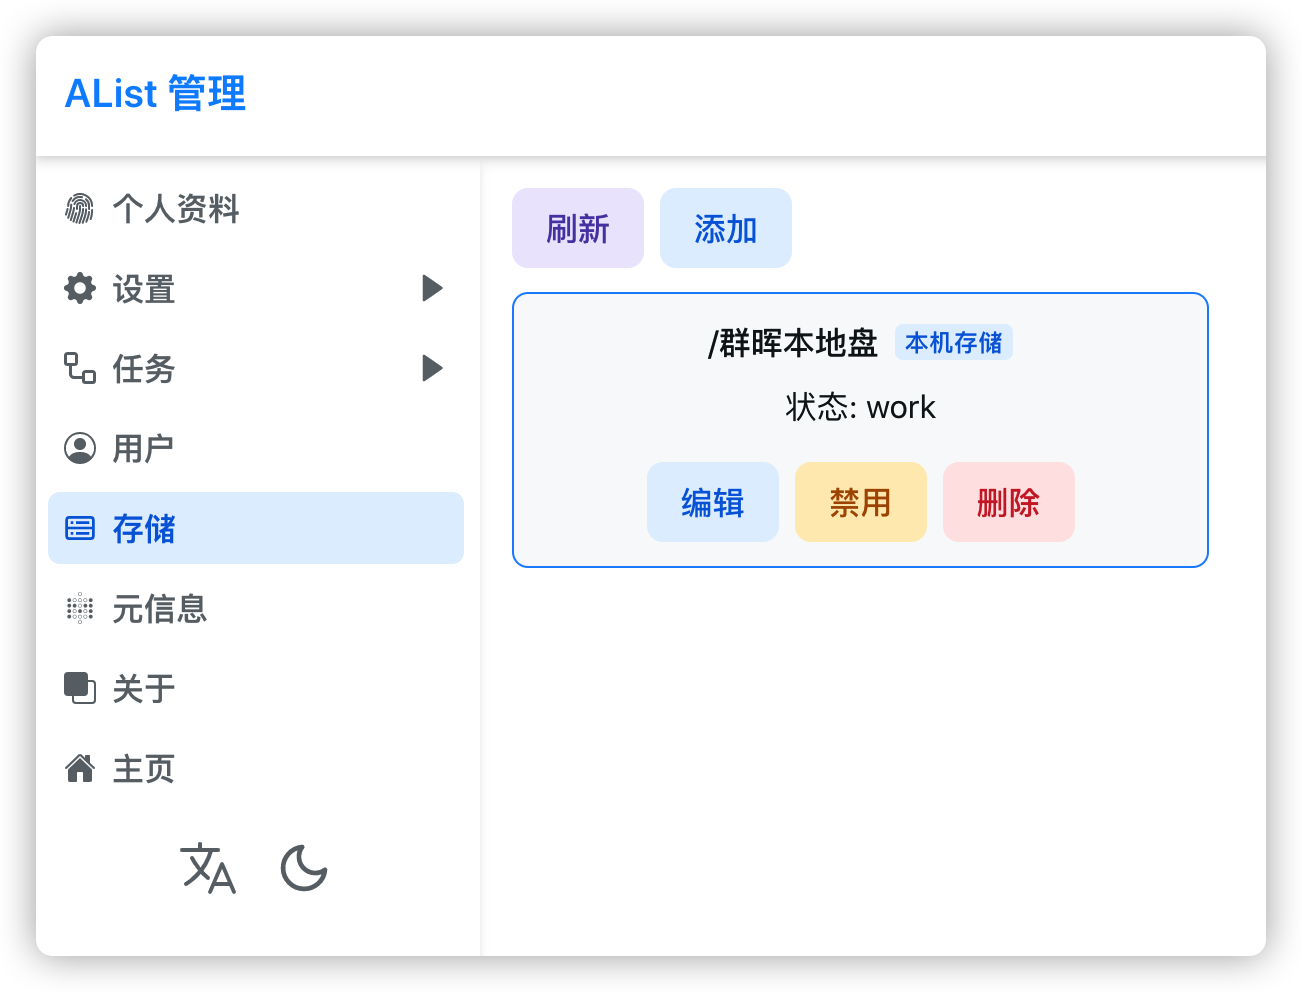 AList 管理
个人资料
设置
任务
用户
存储
元信息
关于
主页
刷新 添加
/群晖本地盘 本机存储
状态: work
编辑 禁用 删除